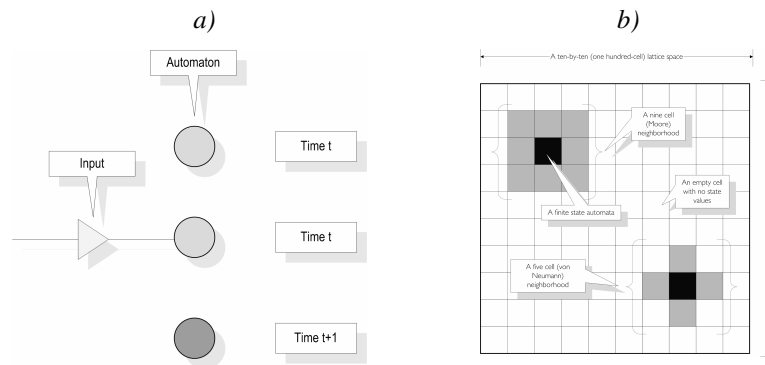 a)
Automaton
Time t
Input
Time t
Time t+1
b)
A ten-by-ten (one hundred-cell) lattice space
A nine cell
(Moore)
neighborhood
An empty cell
with no state
values
A finite state automata
A five cell (von
Neumann)
neighborhood